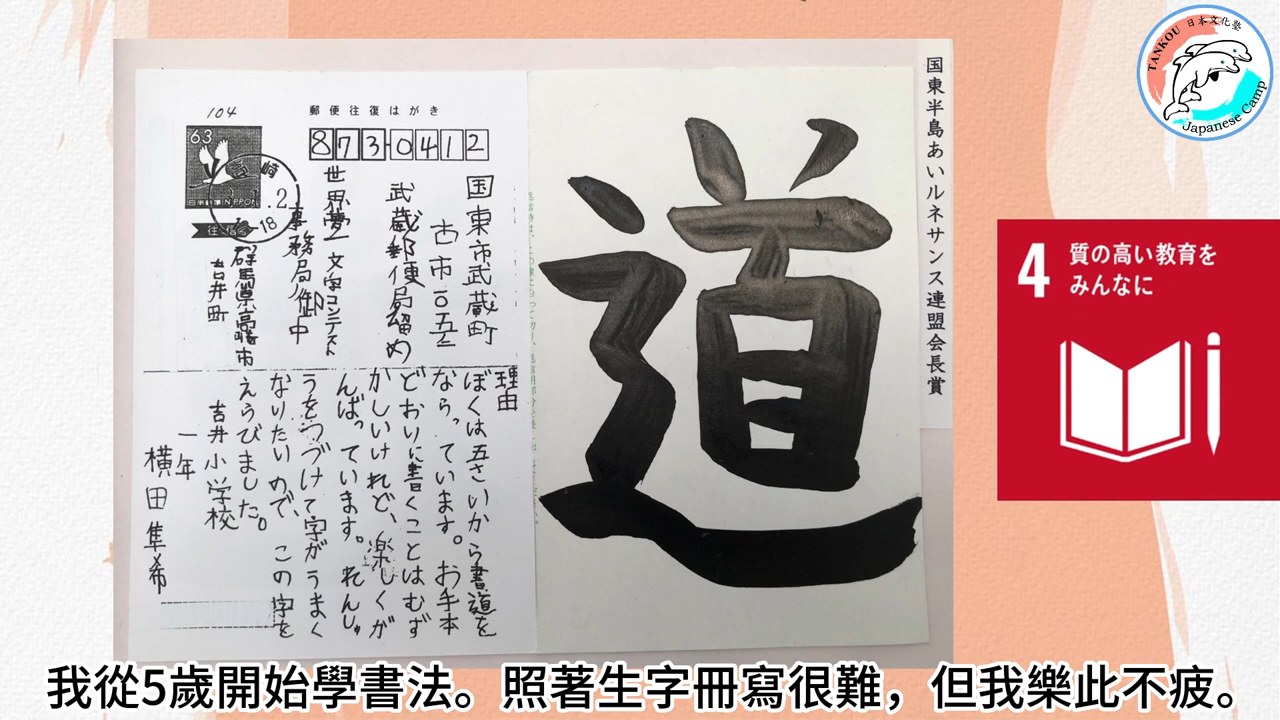 TANKOU 日本文化塾
Japanese Camp
国東半島あいルネサンス連盟会長賞
道
4 質の高い教育を
みんなに
104
郵便往復はがき
63
NIPPON
873-0412
国東市武蔵町
古市一〇五一
武蔵郵便局留め
世界一文字コンテスト
事務局御中
群馬県高崎市
吉井町
理由
ぼくは五さいから書道を
ならっています。お手本
どおりに書くことはむず
かしいけれど、楽しくが
んばっています。れんしゅ
うをつづけて字がうまく
なりたいので、この字を
えらびました。
吉井小学校
一年
横田隼希
我從5歲開始學書法。照著生字冊寫很難，但我樂此不疲。